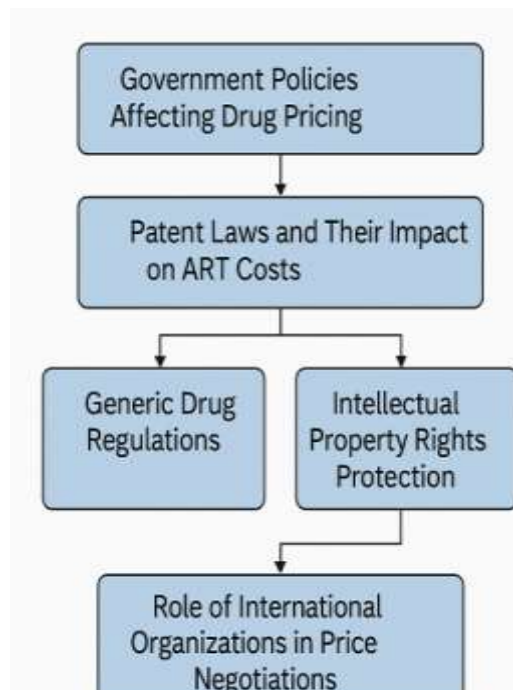 Government Policies
Affecting Drug Pricing
Patent Laws and Their Impact
on ART Costs
Generic Drug
Regulations
Intellectual
Property Rights
Protection
Role of International
Organizations in Price
Negotiations